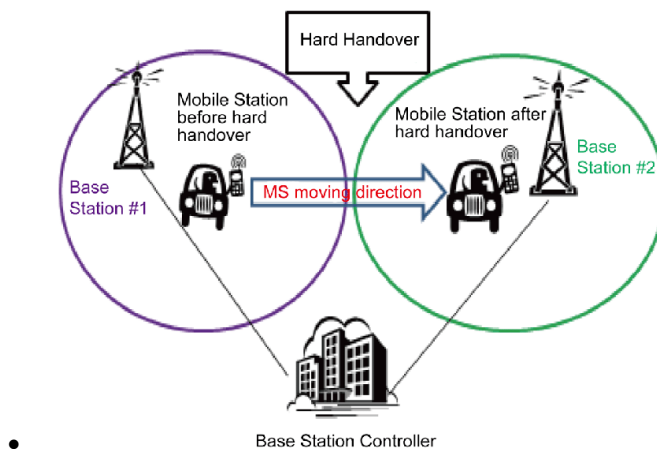 Hard Handover
Mobile Station
before hard
handover
Mobile Station after
hard handover
Base
Station #2
Base
Station #1
MS moving direction
Base Station Controller